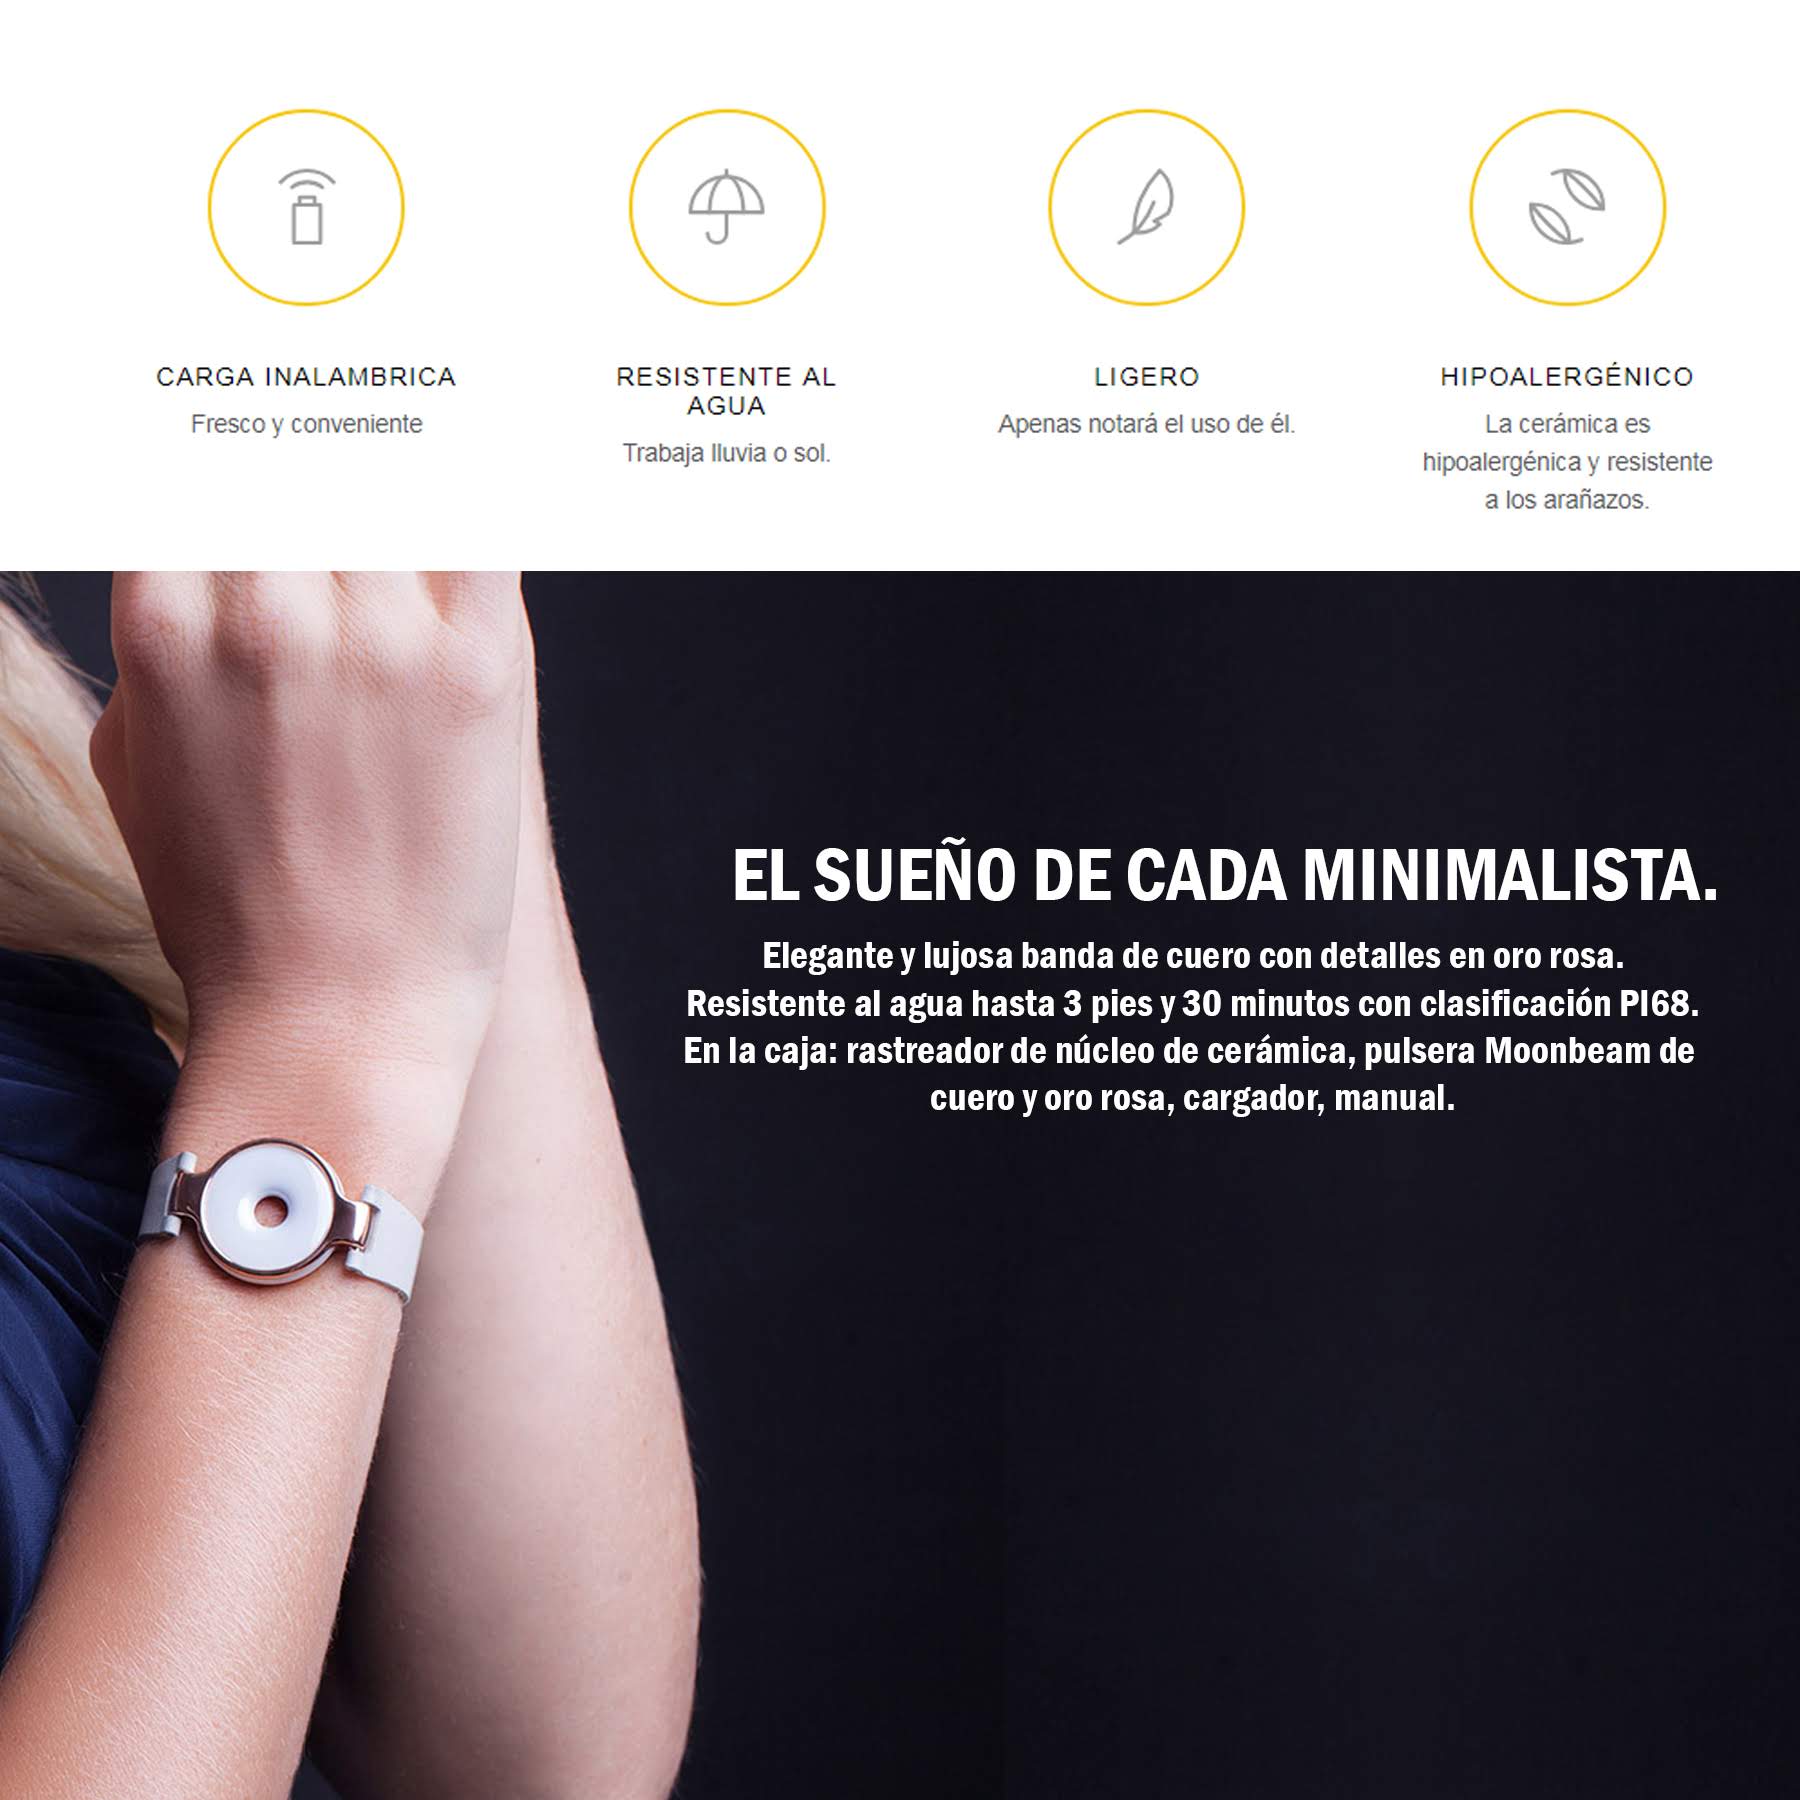 CARGA INALAMBRICA
Fresco y conveniente
RESISTENTE AL
AGUA
Trabaja lluvia o sol.
LIGERO
Apenas notará el uso de él.
HIPOALERGÉNICO
La cerámica es
hipoalergénica y resistente
a los arañazos.
EL SUEÑO DE CADA MINIMALISTA.
Elegante y lujosa banda de cuero con detalles en oro rosa.
Resistente al agua hasta 3 pies y 30 minutos con clasificación PI68.
En la caja: rastreador de núcleo de cerámica, pulsera Moonbeam de
cuero y oro rosa, cargador, manual.